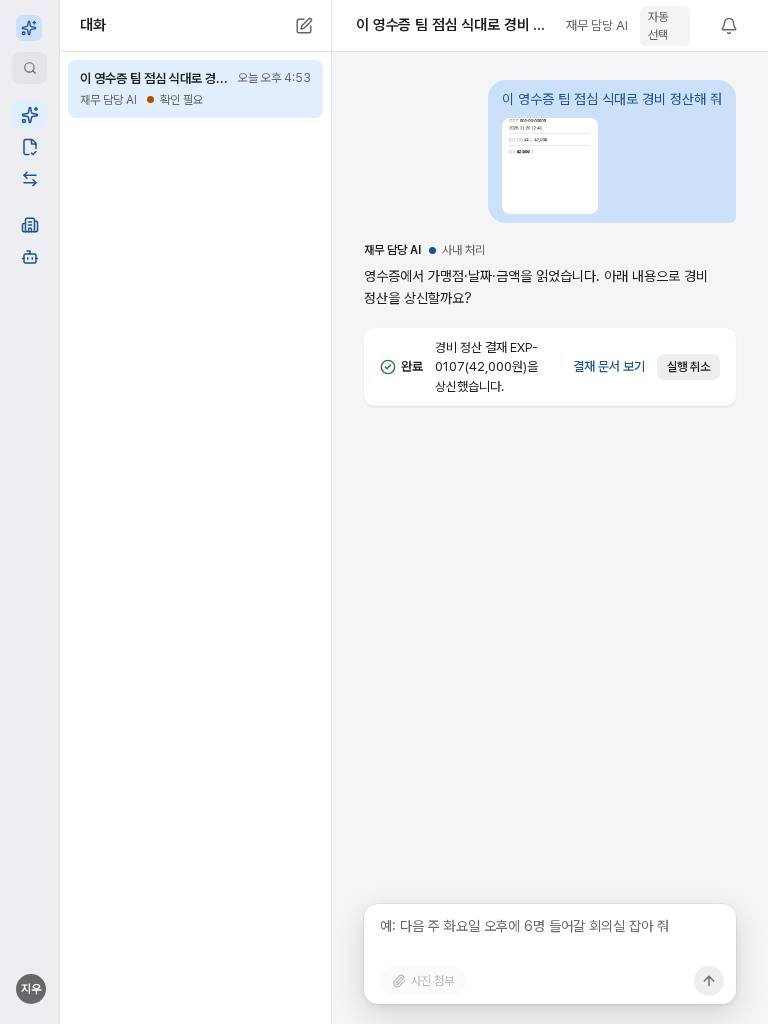 대화
이 영수증 팀 점심 식대로 경비 ...
재무 담당 AI
자동
선택
이 영수증 팀 점심 식대로 경...
오늘 오후 4:53
재무 담당 AI
확인 필요
이 영수증 팀 점심 식대로 경비 정산해 줘
재무 담당 AI
사내 처리
영수증에서 가맹점·날짜·금액을 읽었습니다. 아래 내용으로 경비
정산을 상신할까요?
완료
경비 정산 결재 EXP-
0107(42,000원)을
상신했습니다.
결재 문서 보기
실행 취소
예: 다음 주 화요일 오후에 6명 들어갈 회의실 잡아 줘
사진 첨부
지우